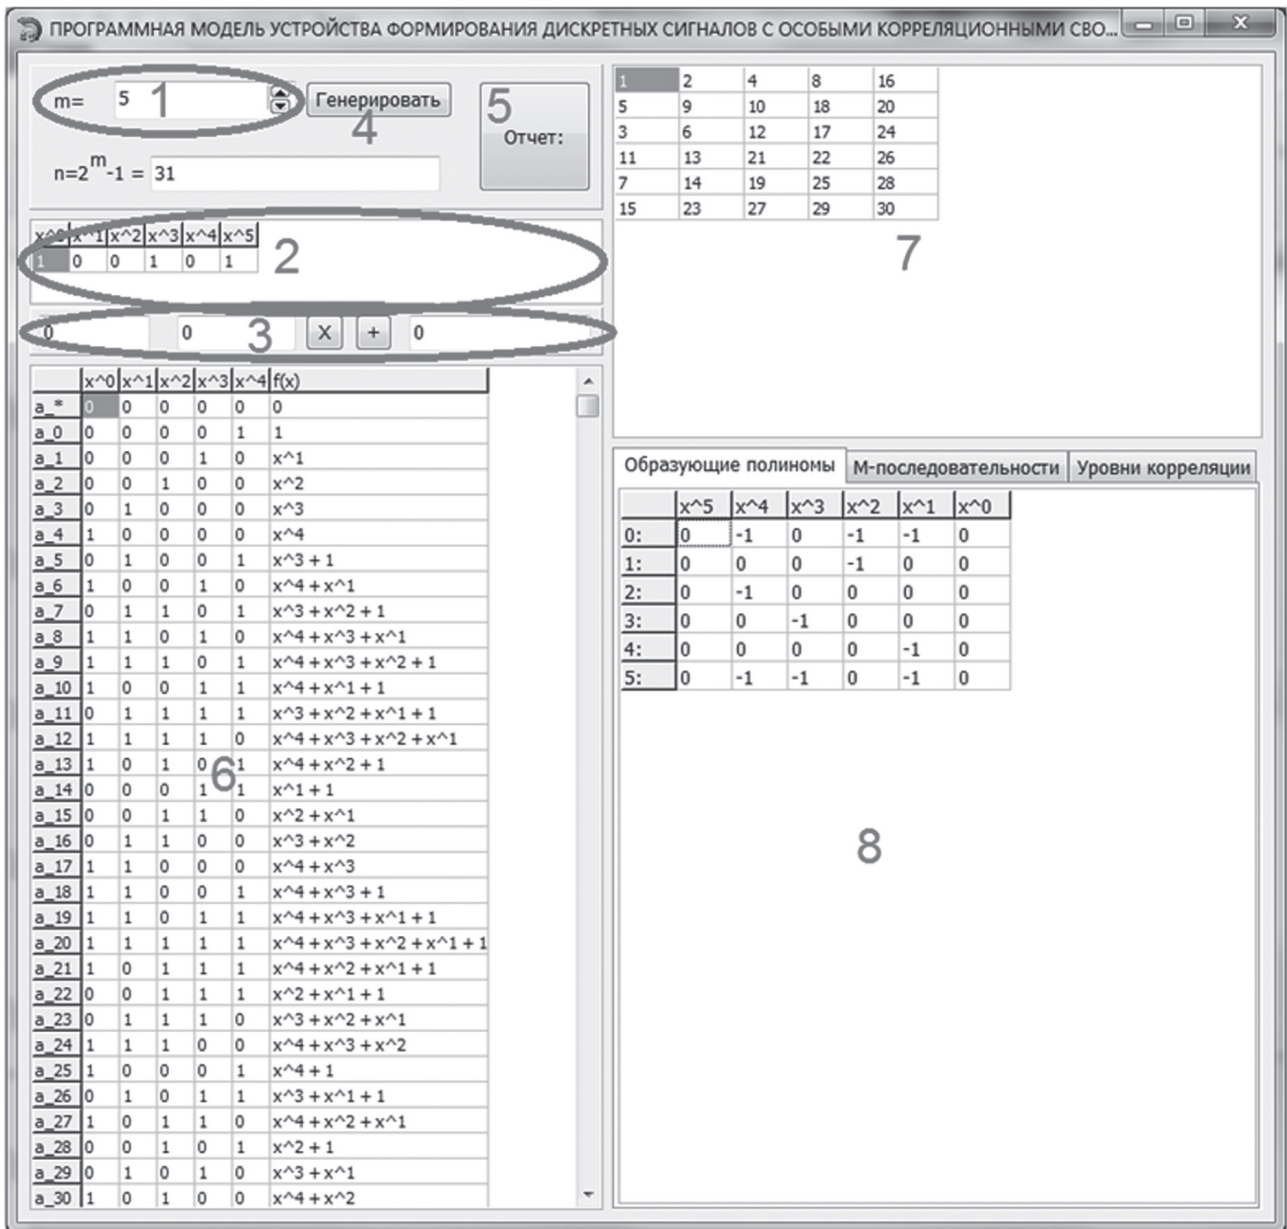 ПРОГРАММНАЯ МОДЕЛЬ УСТРОЙСТВА ФОРМИРОВАНИЯ ДИСКРЕТНЫХ СИГНАЛОВ С ОСОБЫМИ КОРРЕЛЯЦИОННЫМИ СВО...
m= 5 1 Генерировать 4 5 Отчет:
n=2^m-1 = 31
x^0 x^1 x^2 x^3 x^4 x^5
1 0 0 1 0 1
2
0 0 3 X + 0
x^0 x^1 x^2 x^3 x^4 f(x)
a_* 0 0 0 0 0 0
a_0 0 0 0 0 1 1
a_1 0 0 0 1 0 x^1
a_2 0 0 1 0 0 x^2
a_3 0 1 0 0 0 x^3
a_4 1 0 0 0 0 x^4
a_5 0 1 0 0 1 x^3 + 1
a_6 1 0 0 1 0 x^4 + x^1
a_7 0 1 1 0 1 x^3 + x^2 + 1
a_8 1 1 0 1 0 x^4 + x^3 + x^1
a_9 1 1 1 0 1 x^4 + x^3 + x^2 + 1
a_10 1 0 0 1 1 x^4 + x^1 + 1
a_11 0 1 1 1 1 x^3 + x^2 + x^1 + 1
a_12 1 1 1 1 0 x^4 + x^3 + x^2 + x^1
a_13 1 0 1 0 1 x^4 + x^2 + 1
6
a_14 0 0 0 1 1 x^1 + 1
a_15 0 0 1 1 0 x^2 + x^1
a_16 0 1 1 0 0 x^3 + x^2
a_17 1 1 0 0 0 x^4 + x^3
a_18 1 1 0 0 1 x^4 + x^3 + 1
a_19 1 1 0 1 1 x^4 + x^3 + x^1 + 1
a_20 1 1 1 1 1 x^4 + x^3 + x^2 + x^1 + 1
a_21 1 0 1 1 1 x^4 + x^2 + x^1 + 1
a_22 0 0 1 1 1 x^2 + x^1 + 1
a_23 0 1 1 1 0 x^3 + x^2 + x^1
a_24 1 1 1 0 0 x^4 + x^3 + x^2
a_25 1 0 0 0 1 x^4 + 1
a_26 0 1 0 1 1 x^3 + x^1 + 1
a_27 1 0 1 1 0 x^4 + x^2 + x^1
a_28 0 0 1 0 1 x^2 + 1
a_29 0 1 0 1 0 x^3 + x^1
a_30 1 0 1 0 0 x^4 + x^2
1 2 4 8 16
5 9 10 18 20
3 6 12 17 24
11 13 21 22 26
7 14 19 25 28
15 23 27 29 30
7
Образующие полиномы М-последовательности Уровни корреляции
x^5 x^4 x^3 x^2 x^1 x^0
0: 0 -1 0 -1 -1 0
1: 0 0 0 -1 0 0
2: 0 -1 0 0 0 0
3: 0 0 -1 0 0 0
4: 0 0 0 0 -1 0
5: 0 -1 -1 0 -1 0
8